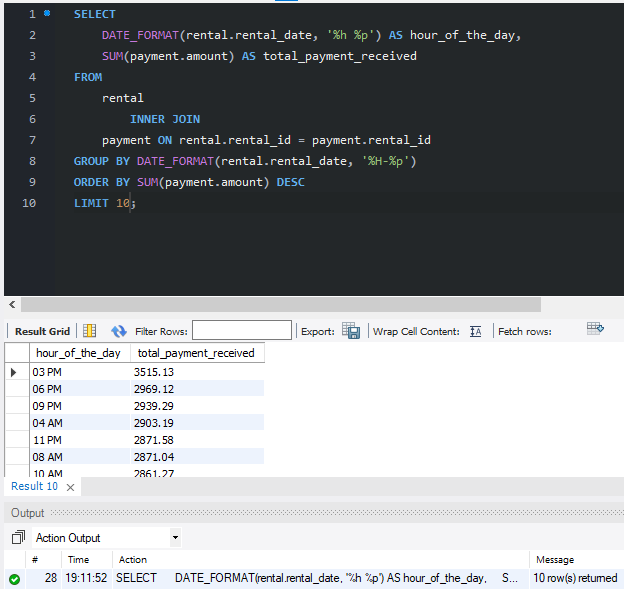 1 SELECT
2 DATE_FORMAT(rental.rental_date, '%h %p') AS hour_of_the_day,
3 SUM(payment.amount) AS total_payment_received
4 FROM
5 rental
6 INNER JOIN
7 payment ON rental.rental_id = payment.rental_id
8 GROUP BY DATE_FORMAT(rental.rental_date, '%H-%p')
9 ORDER BY SUM(payment.amount) DESC
10 LIMIT 10;
Result Grid Filter Rows: Export: Wrap Cell Content: Fetch rows:
hour_of_the_day total_payment_received
03 PM 3515.13
06 PM 2969.12
09 PM 2939.29
04 AM 2903.19
11 PM 2871.58
08 AM 2871.04
10 AM 2861.27
Result 10
Output
Action Output
# Time Action Message
28 19:11:52 SELECT DATE_FORMAT(rental.rental_date, '%h %p') AS hour_of_the_day, S... 10 row(s) returned